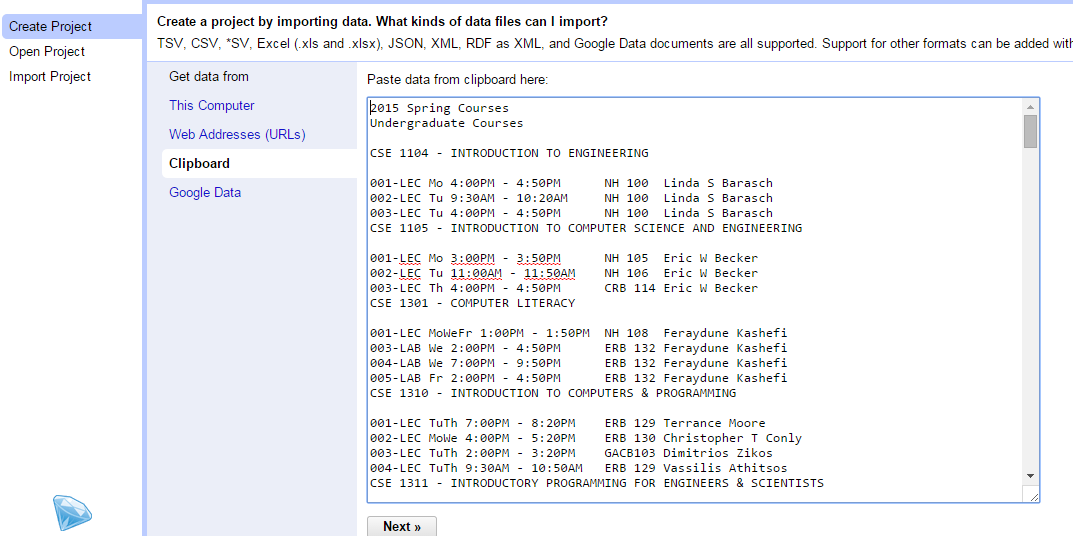 Create Project
Open Project
Import Project
Create a project by importing data. What kinds of data files can I import?
TSV, CSV, *SV, Excel (.xls and .xlsx), JSON, XML, RDF as XML, and Google Data documents are all supported. Support for other formats can be added with
Get data from
This Computer
Web Addresses (URLs)
Clipboard
Google Data
Paste data from clipboard here:
2015 Spring Courses
Undergraduate Courses
CSE 1104 - INTRODUCTION TO ENGINEERING
001-LEC Mo 4:00PM - 4:50PM NH 100 Linda S Barasch
002-LEC Tu 9:30AM - 10:20AM NH 100 Linda S Barasch
003-LEC Tu 4:00PM - 4:50PM NH 100 Linda S Barasch
CSE 1105 - INTRODUCTION TO COMPUTER SCIENCE AND ENGINEERING
001-LEC Mo 3:00PM - 3:50PM NH 105 Eric W Becker
002-LEC Tu 11:00AM - 11:50AM NH 106 Eric W Becker
003-LEC Th 4:00PM - 4:50PM CRB 114 Eric W Becker
CSE 1301 - COMPUTER LITERACY
001-LEC MoWeFr 1:00PM - 1:50PM NH 108 Feraydune Kashefi
003-LAB We 2:00PM - 4:50PM ERB 132 Feraydune Kashefi
004-LAB We 7:00PM - 9:50PM ERB 132 Feraydune Kashefi
005-LAB Fr 2:00PM - 4:50PM ERB 132 Feraydune Kashefi
CSE 1310 - INTRODUCTION TO COMPUTERS & PROGRAMMING
001-LEC TuTh 7:00PM - 8:20PM ERB 129 Terrance Moore
002-LEC MoWe 4:00PM - 5:20PM ERB 130 Christopher T Conly
003-LEC TuTh 2:00PM - 3:20PM GACB103 Dimitrios Zikos
004-LEC TuTh 9:30AM - 10:50AM ERB 129 Vassilis Athitsos
CSE 1311 - INTRODUCTORY PROGRAMMING FOR ENGINEERS & SCIENTISTS
Next »